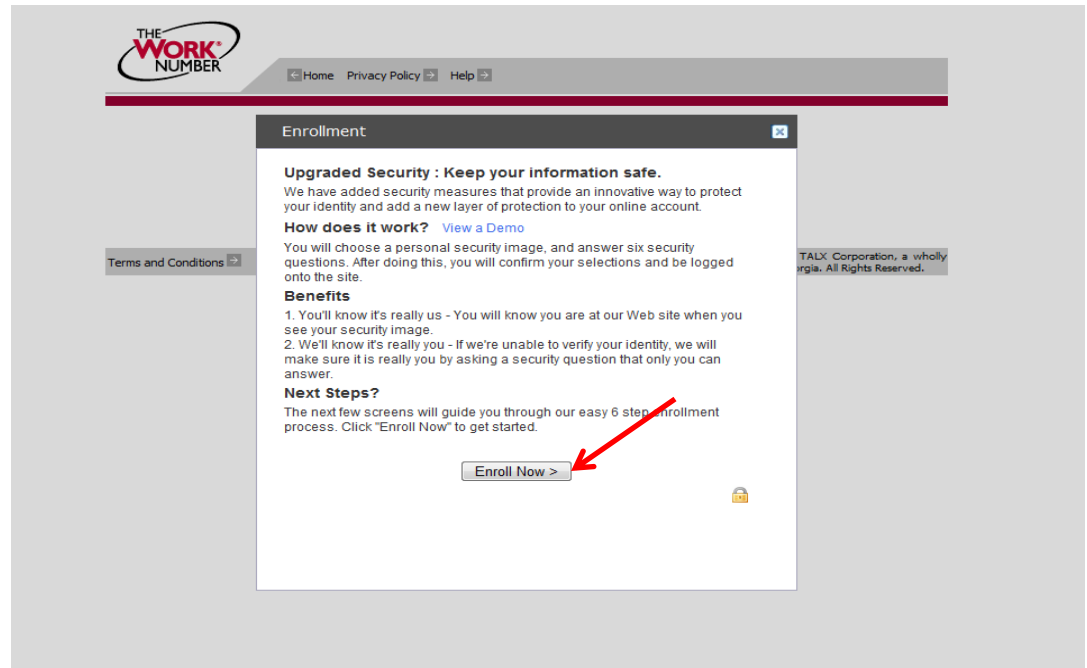 THE
WORK
NUMBER
Home Privacy Policy Help
Enrollment
Upgraded Security : Keep your information safe.
We have added security measures that provide an innovative way to protect
your identity and add a new layer of protection to your online account.
How does it work? View a Demo
You will choose a personal security image, and answer six security
questions. After doing this, you will confirm your selections and be logged
onto the site.
Benefits
1. You'll know it's really us - You will know you are at our Web site when you
see your security image.
2. We'll know it's really you - If we're unable to verify your identity, we will
make sure it is really you by asking a security question that only you can
answer.
Next Steps?
The next few screens will guide you through our easy 6 step enrollment
process. Click "Enroll Now" to get started.
Enroll Now >
Terms and Conditions
TALX Corporation, a wholly
orgia. All Rights Reserved.